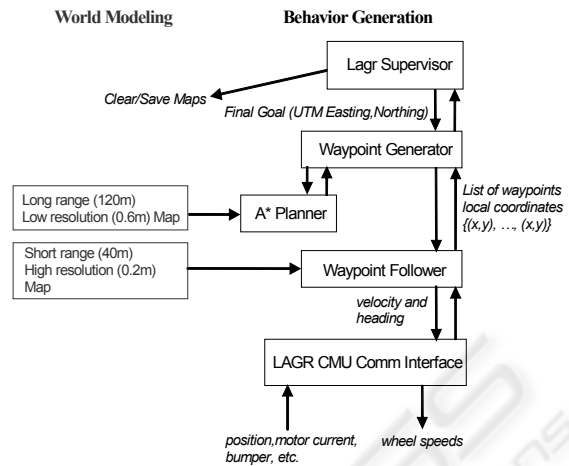 World Modeling
Behavior Generation
Lagr Supervisor
Clear/Save Maps
Final Goal (UTM Easting,Northing)
Waypoint Generator
Long range (120m)
Low resolution (0.6m) Map
A* Planner
List of waypoints
local coordinates
{(x,y), …, (x,y)}
Short range (40m)
High resolution (0.2m)
Map
Waypoint Follower
velocity and
heading
LAGR CMU Comm Interface
position,motor current,
bumper, etc.
wheel speeds